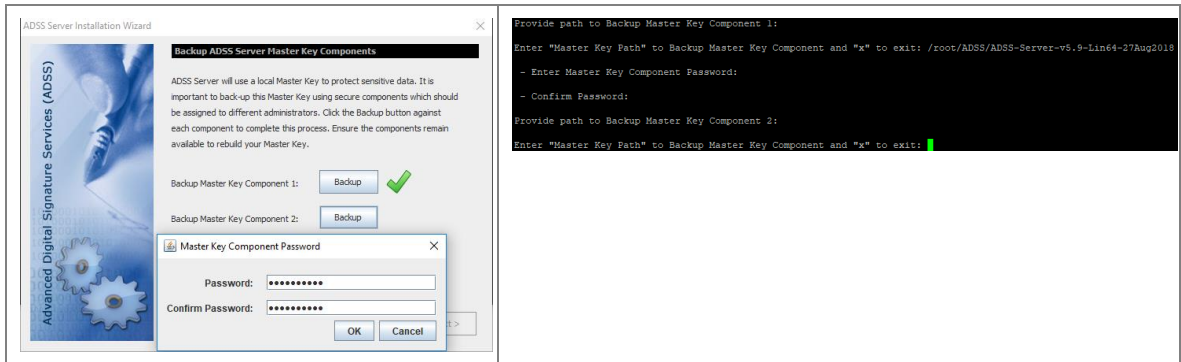 ADSS Server Installation Wizard
Advanced Digital Signature Services (ADSS)
Backup ADSS Server Master Key Components
ADSS Server will use a local Master Key to protect sensitive data. It is
important to back-up this Master Key using secure components which should
be assigned to different administrators. Click the Backup button against
each component to complete this process. Ensure the components remain
available to rebuild your Master Key.
Backup Master Key Component 1: Backup
Backup Master Key Component 2: Backup
Master Key Component Password
Password: ●●●●●●●●●●
Confirm Password: ●●●●●●●●●●
OK Cancel
Provide path to Backup Master Key Component 1:
Enter "Master Key Path" to Backup Master Key Component and "x" to exit: /root/ADSS/ADSS-Server-v5.9-Lin64-27Aug2018
- Enter Master Key Component Password:
- Confirm Password:
Provide path to Backup Master Key Component 2:
Enter "Master Key Path" to Backup Master Key Component and "x" to exit: